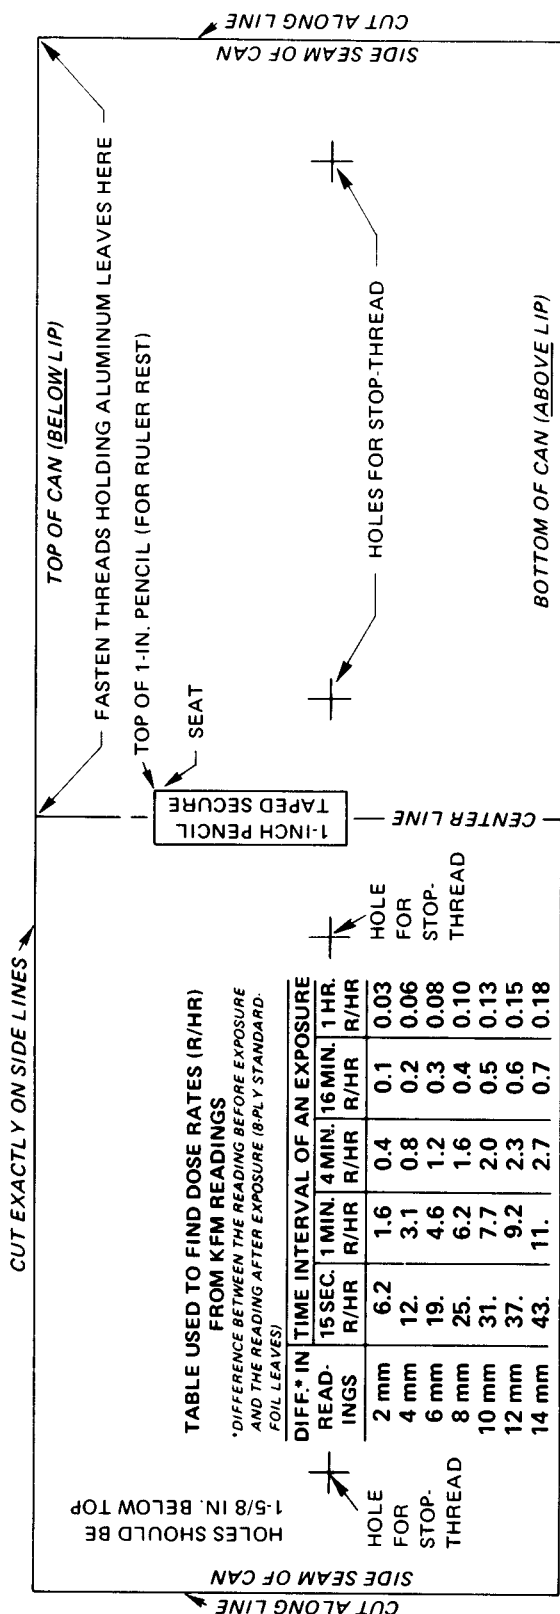 CUT EXACTLY ON SIDE LINES
CUT ALONG LINE
SIDE SEAM OF CAN
HOLES SHOULD BE
1-5/8 IN. BELOW TOP
HOLE
FOR
STOP-
THREAD
TABLE USED TO FIND DOSE RATES (R/HR)
FROM KFM READINGS
*DIFFERENCE BETWEEN THE READING BEFORE EXPOSURE
AND THE READING AFTER EXPOSURE (8-PLY STANDARD-
FOIL LEAVES)
DIFF.* IN TIME INTERVAL OF AN EXPOSURE
READ- 15 SEC. 1 MIN. 4 MIN. 16 MIN. 1 HR.
INGS R/HR R/HR R/HR R/HR R/HR
2 mm 6.2 1.6 0.4 0.1 0.03
4 mm 12. 3.1 0.8 0.2 0.06
6 mm 19. 4.6 1.2 0.3 0.08
8 mm 25. 6.2 1.6 0.4 0.10
10 mm 31. 7.7 2.0 0.5 0.13
12 mm 37. 9.2 2.3 0.6 0.15
14 mm 43. 11. 2.7 0.7 0.18
HOLE
FOR
STOP-
THREAD
1-INCH PENCIL
TAPED SECURE
CENTER LINE
TOP OF CAN (BELOW LIP)
FASTEN THREADS HOLDING ALUMINUM LEAVES HERE
TOP OF 1-IN. PENCIL (FOR RULER REST)
SEAT
HOLES FOR STOP-THREAD
BOTTOM OF CAN (ABOVE LIP)
SIDE SEAM OF CAN
CUT ALONG LINE